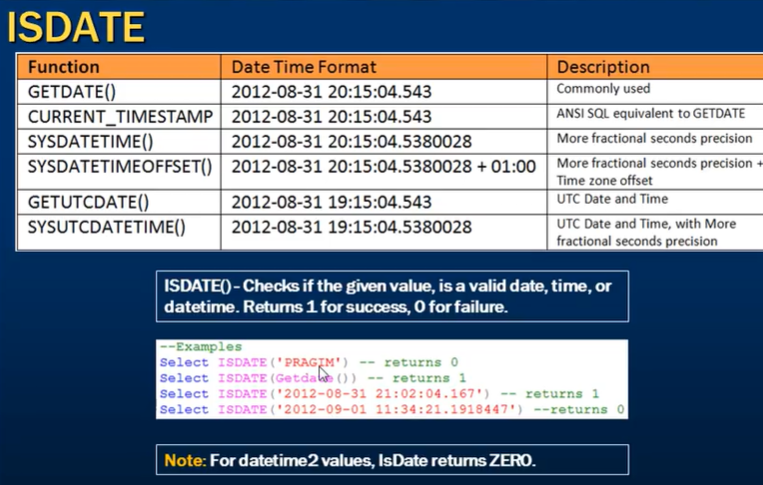 ISDATE
Function Date Time Format Description
GETDATE() 2012-08-31 20:15:04.543 Commonly used
CURRENT_TIMESTAMP 2012-08-31 20:15:04.543 ANSI SQL equivalent to GETDATE
SYSDATETIME() 2012-08-31 20:15:04.5380028 More fractional seconds precision
SYSDATETIMEOFFSET() 2012-08-31 20:15:04.5380028 + 01:00 More fractional seconds precision +
Time zone offset
GETUTCDATE() 2012-08-31 19:15:04.543 UTC Date and Time
SYSUTCDATETIME() 2012-08-31 19:15:04.5380028 UTC Date and Time, with More
fractional seconds precision
ISDATE() - Checks if the given value, is a valid date, time, or
datetime. Returns 1 for success, 0 for failure.
--Examples
Select ISDATE('PRAGIM') -- returns 0
Select ISDATE(Getdate()) -- returns 1
Select ISDATE('2012-08-31 21:02:04.167') -- returns 1
Select ISDATE('2012-09-01 11:34:21.1918447') --returns 0
Note: For datetime2 values, IsDate returns ZERO.